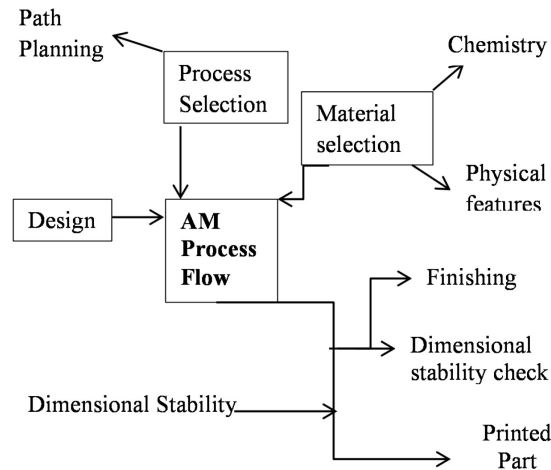 Path
Planning
Process
Selection
Chemistry
Material
selection
Physical
features
Design
AM
Process
Flow
Finishing
Dimensional
stability check
Dimensional Stability
Printed
Part